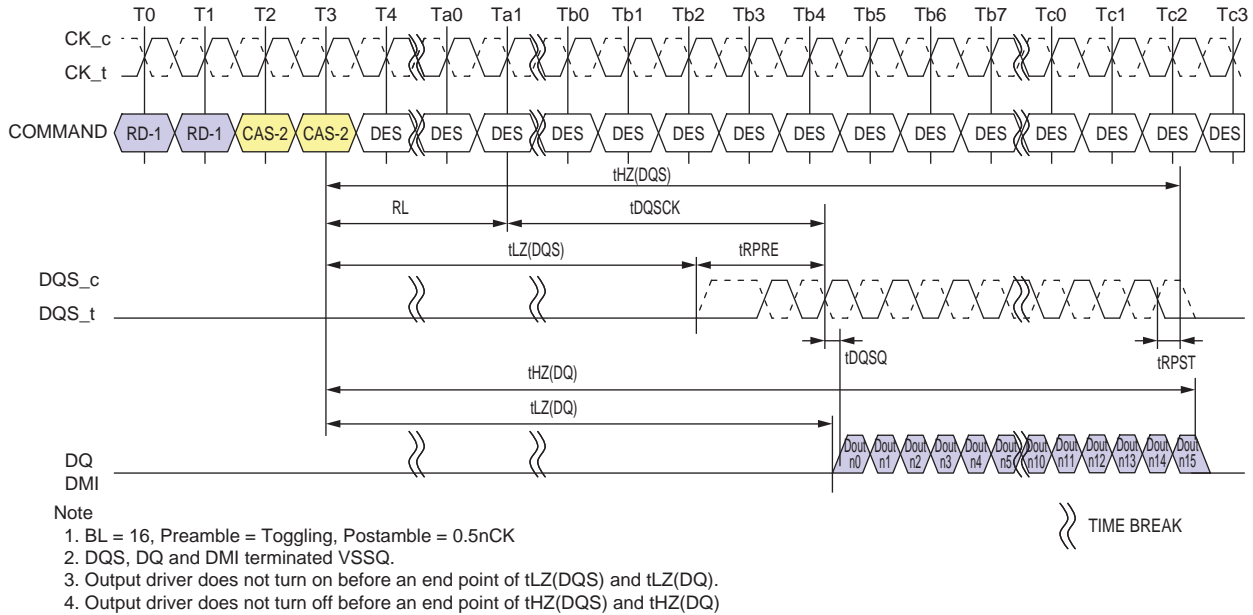 T0 T1 T2 T3 T4 Ta0 Ta1 Tb0 Tb1 Tb2 Tb3 Tb4 Tb5 Tb6 Tb7 Tc0 Tc1 Tc2 Tc3
CK_c
CK_t
COMMAND RD-1 RD-1 CAS-2 CAS-2 DES DES DES DES DES DES DES DES DES DES DES DES DES DES DES
tHZ(DQS)
RL tDQSCK
tLZ(DQS) tRPRE
DQS_c
DQS_t
tDQSQ tRPST
tHZ(DQ)
tLZ(DQ)
Dout Dout Dout Dout Dout Dout Dout Dout Dout Dout Dout Dout
n0 n1 n2 n3 n4 n5 n10 n11 n12 n13 n14 n15
DQ
DMI
Note
1. BL = 16, Preamble = Toggling, Postamble = 0.5nCK
2. DQS, DQ and DMI terminated VSSQ.
3. Output driver does not turn on before an end point of tLZ(DQS) and tLZ(DQ).
4. Output driver does not turn off before an end point of tHZ(DQS) and tHZ(DQ)
TIME BREAK